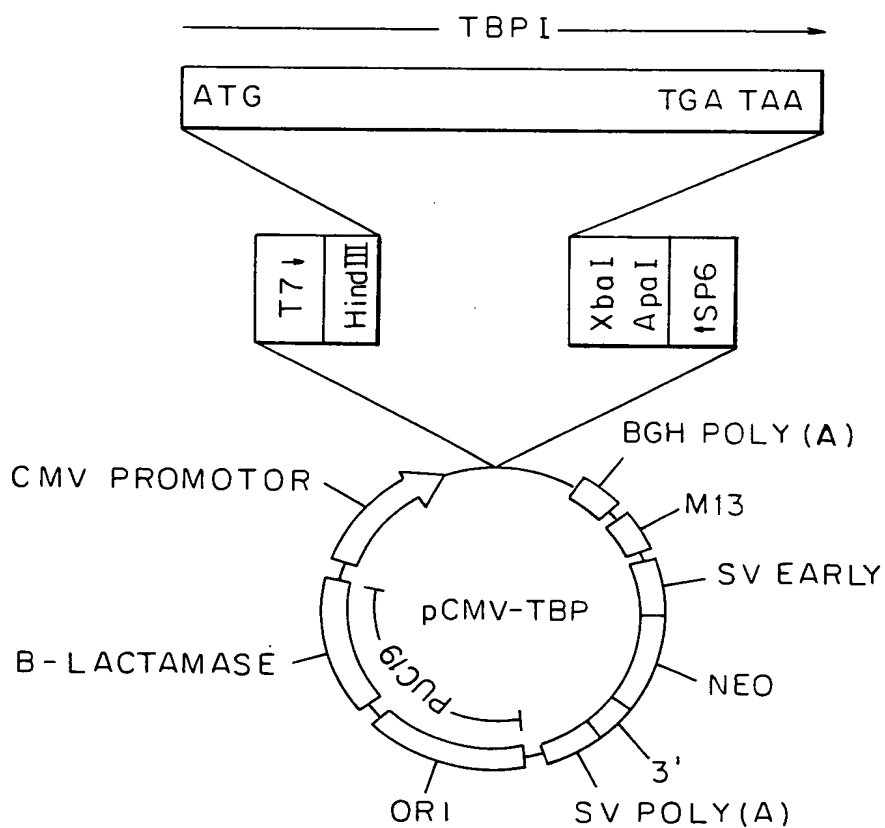 TBP I
ATG
TGA TAA
T7↓
HindIII
XbaI
ApaI
↑SP6
BGH POLY (A)
CMV PROMOTOR
M13
SV EARLY
pCMV-TBP
PUC19
B-LACTAMASE
NEO
3'
ORI
SV POLY(A)